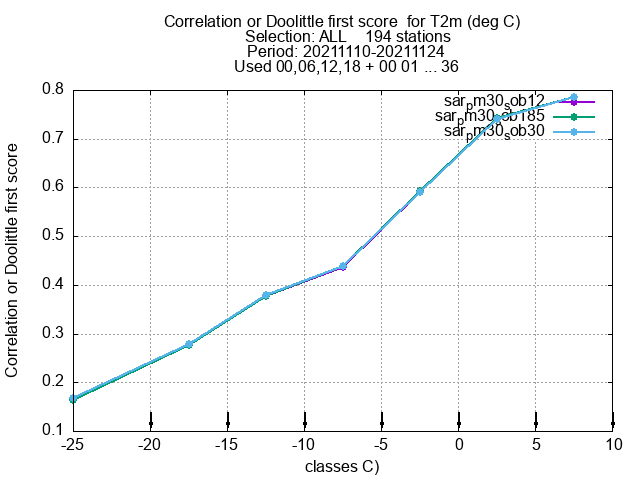 Correlation or Doolittle first score  for T2m (deg C)
Selection: ALL    194 stations
Period: 20211110-20211124
Used 00,06,12,18 + 00 01 ... 36
sar_pm30_sob12
sar_pm30_sob185
sar_pm30_sob30
Correlation or Doolittle first score
0.8
0.7
0.6
0.5
0.4
0.3
0.2
0.1
-25 -20 -15 -10 -5 0 5 10
classes C)